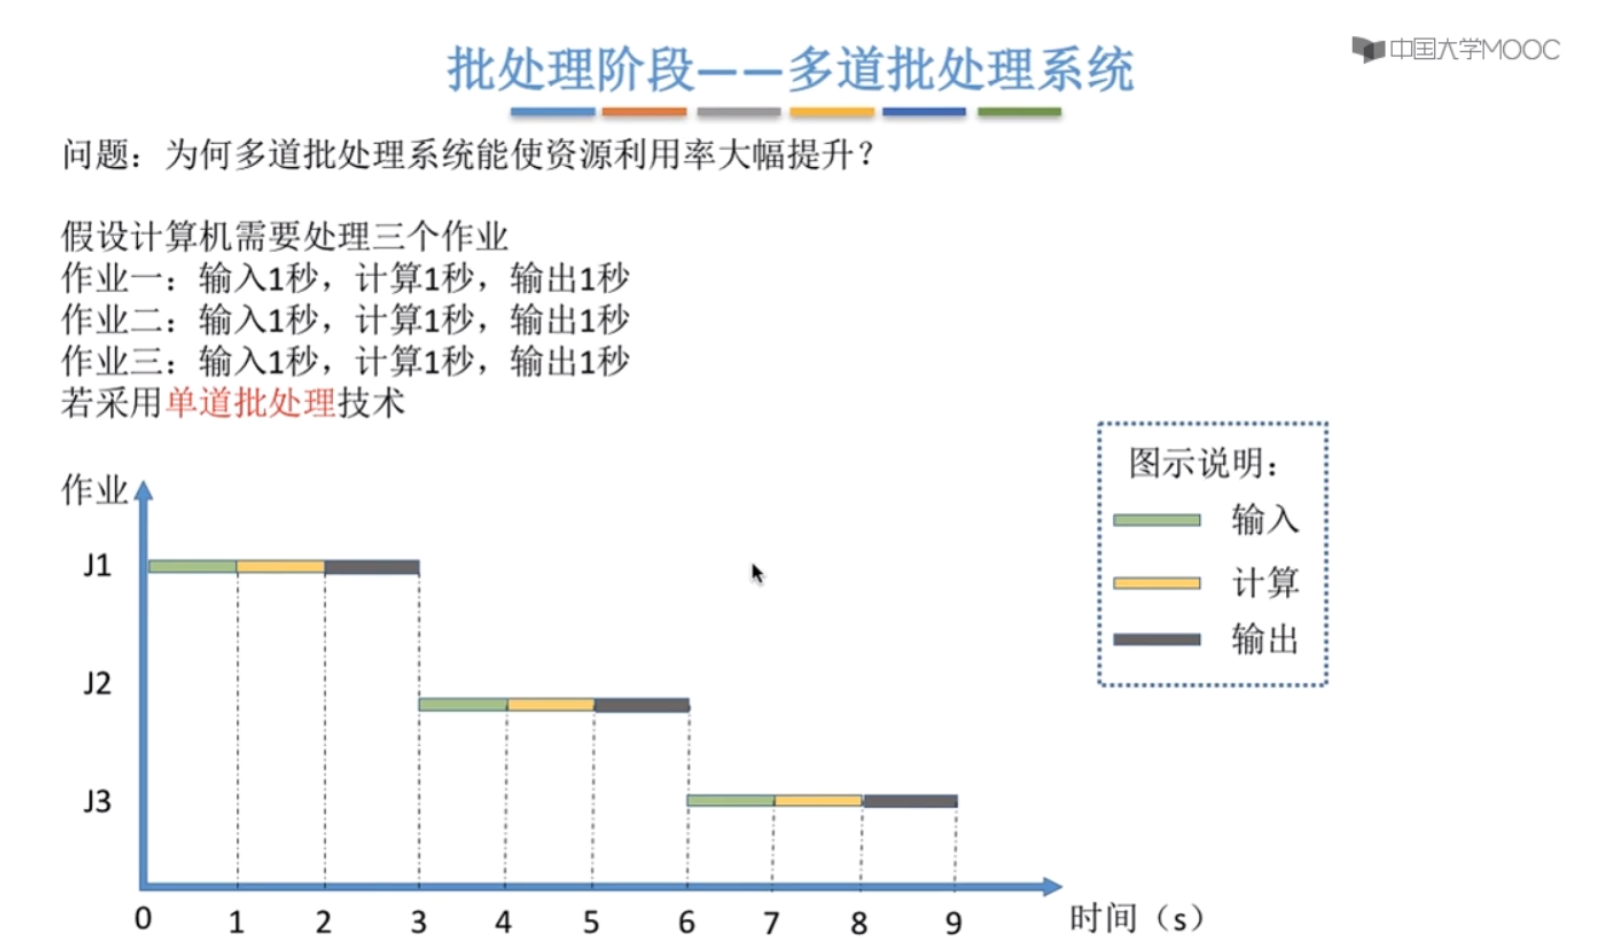 中国大学MOOC
批处理阶段——多道批处理系统
问题：为何多道批处理系统能使资源利用率大幅提升？
假设计算机需要处理三个作业
作业一：输入1秒，计算1秒，输出1秒
作业二：输入1秒，计算1秒，输出1秒
作业三：输入1秒，计算1秒，输出1秒
若采用单道批处理技术
图示说明：
输入
计算
输出
作业
J1
J2
J3
0 1 2 3 4 5 6 7 8 9 时间（s）